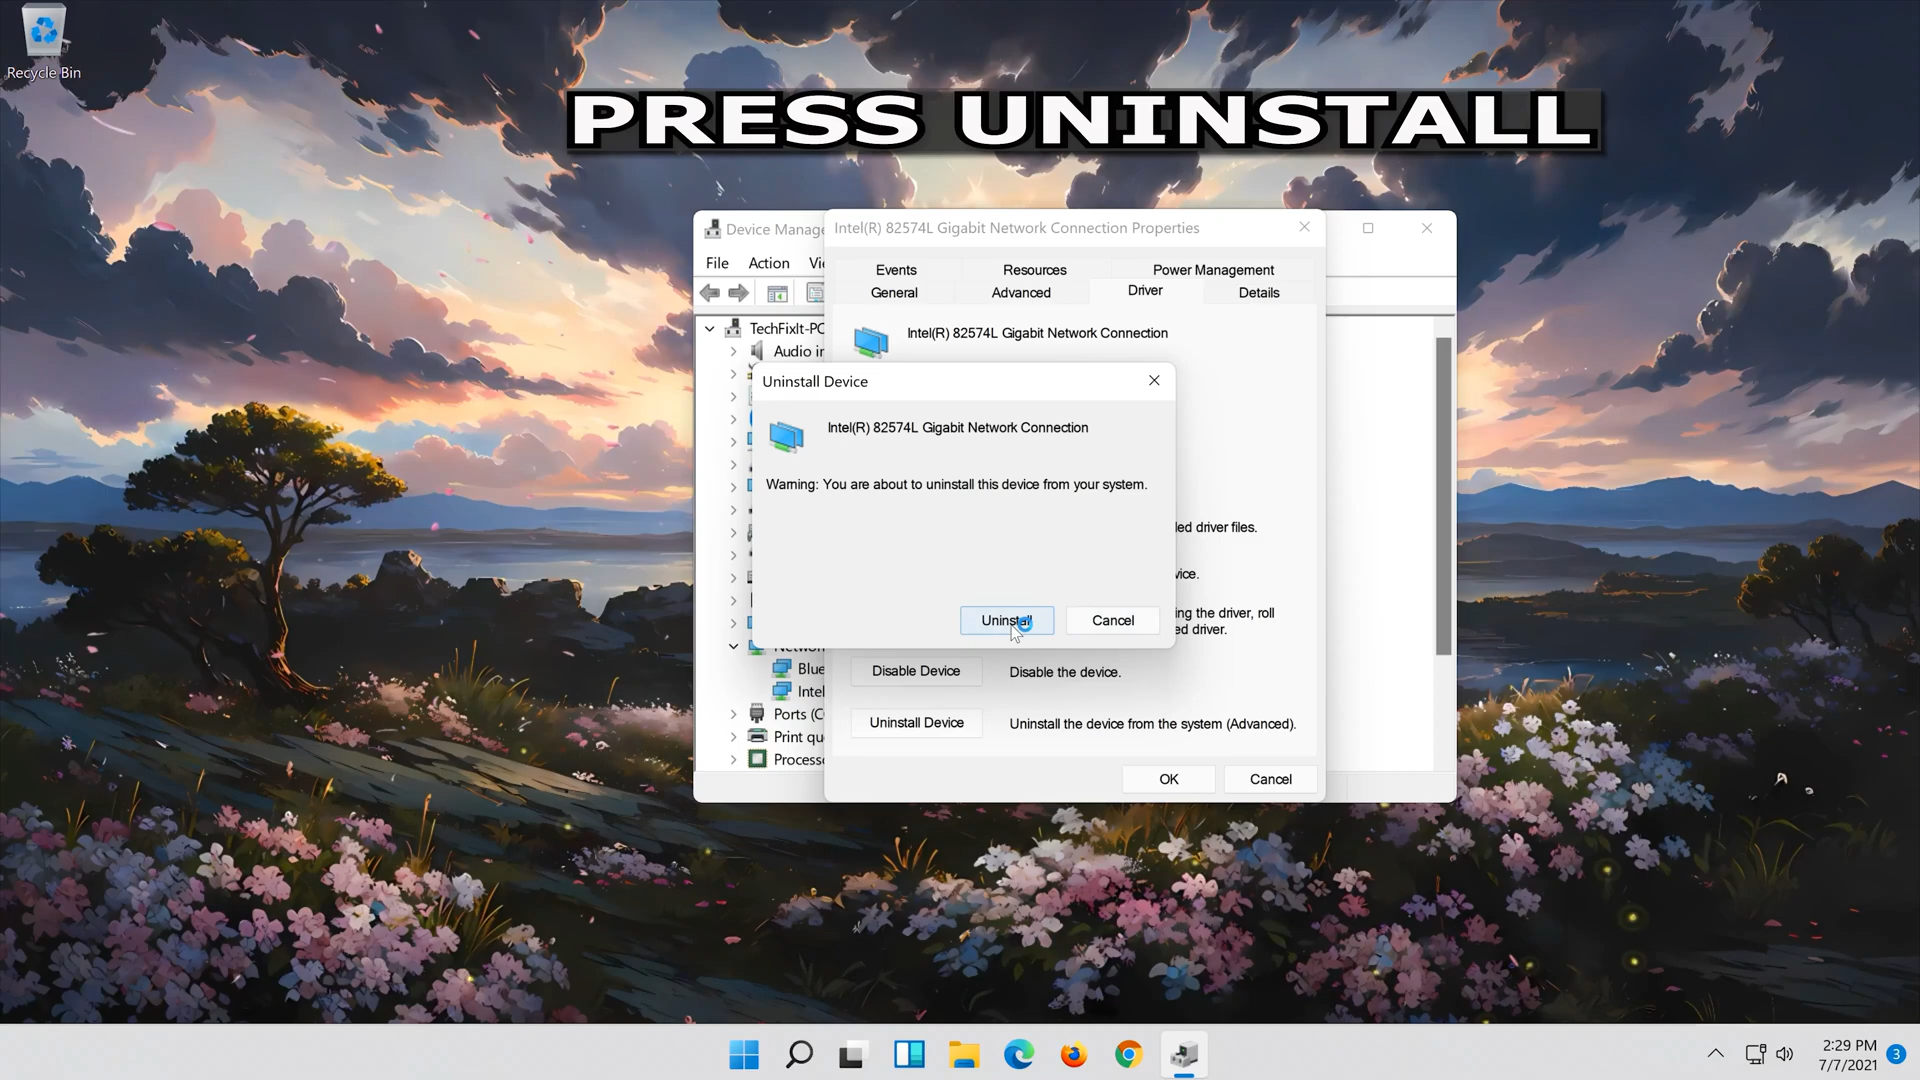 Recycle Bin
PRESS UNINSTALL
Device Manage
Intel(R) 82574L Gigabit Network Connection Properties
File Action Vi
Events Resources Power Management
General Advanced Driver Details
TechFixIt-PC
Intel(R) 82574L Gigabit Network Connection
Audio in
Uninstall Device
Intel(R) 82574L Gigabit Network Connection
Warning: You are about to uninstall this device from your system.
led driver files.
vice.
ing the driver, roll
ed driver.
Uninstall Cancel
Network
Blue
Disable Device Disable the device.
Intel
Ports (C
Uninstall Device Uninstall the device from the system (Advanced).
Print qu
Processo
OK Cancel
2:29 PM
7/7/2021
3